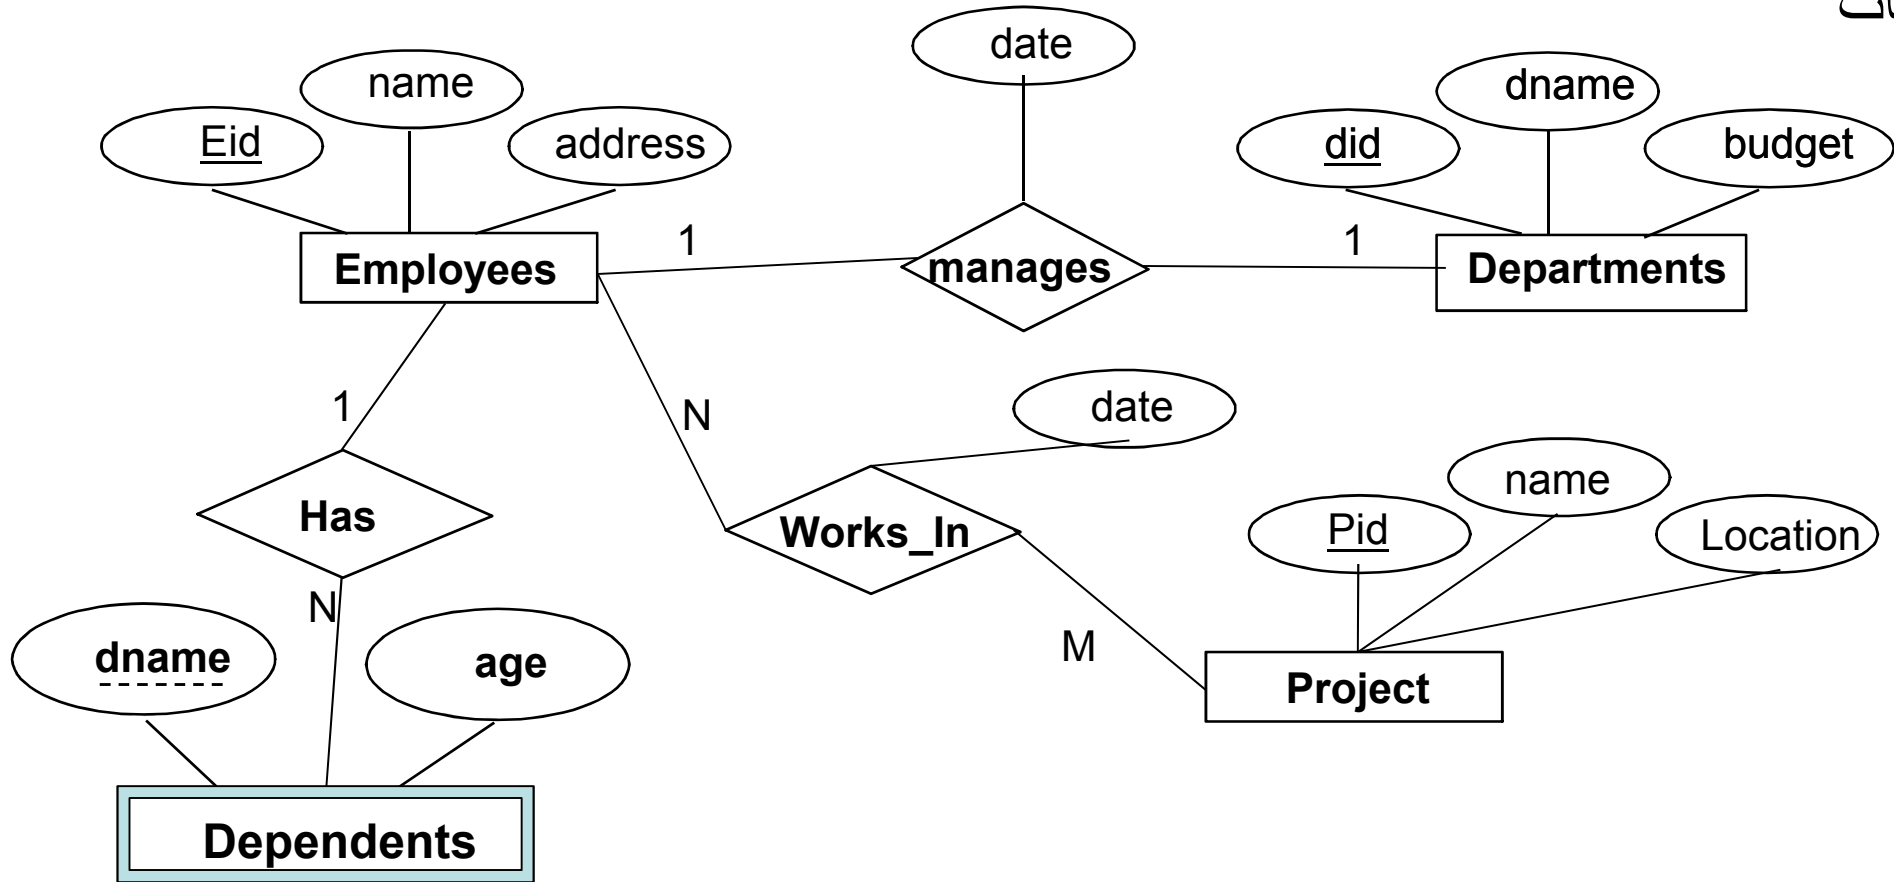 date
name
dname
Eid
address
did
budget
1
1
Employees
manages
Departments
1
N
date
name
Has
Works_In
Pid
Location
N
M
dname
age
Project
Dependents